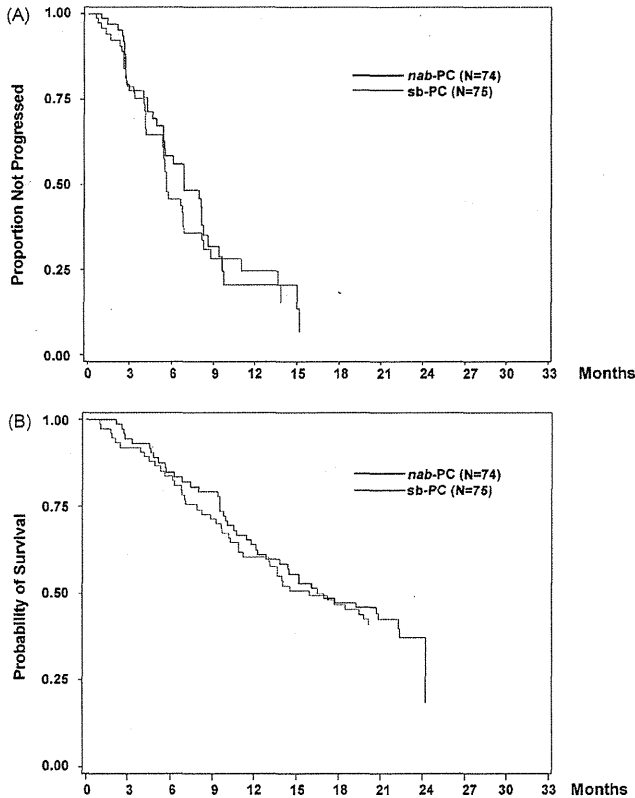 (A)
Proportion Not Progressed
1.00
0.75
0.50
0.25
0.00
nab-PC (N=74)
sb-PC (N=75)
0 3 6 9 12 15 18 21 24 27 30 33 Months
(B)
Probability of Survival
1.00
0.75
0.50
0.25
0.00
nab-PC (N=74)
sb-PC (N=75)
0 3 6 9 12 15 18 21 24 27 30 33 Months